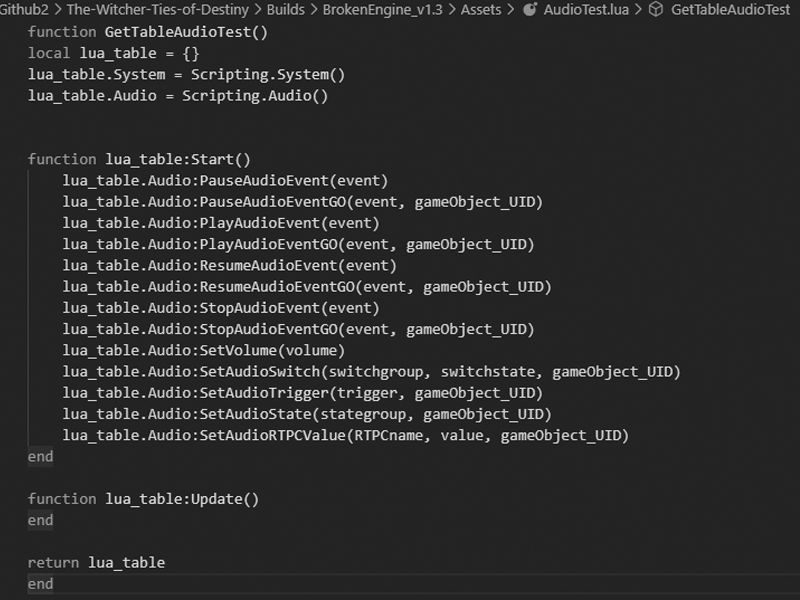 Github2 > The-Witcher-Ties-of-Destiny > Builds > BrokenEngine_v1.3 > Assets > AudioTest.lua > GetTableAudioTest
function GetTableAudioTest()
local lua_table = {}
lua_table.System = Scripting.System()
lua_table.Audio = Scripting.Audio()
function lua_table:Start()
    lua_table.Audio:PauseAudioEvent(event)
    lua_table.Audio:PauseAudioEventGO(event, gameObject_UID)
    lua_table.Audio:PlayAudioEvent(event)
    lua_table.Audio:PlayAudioEventGO(event, gameObject_UID)
    lua_table.Audio:ResumeAudioEvent(event)
    lua_table.Audio:ResumeAudioEventGO(event, gameObject_UID)
    lua_table.Audio:StopAudioEvent(event)
    lua_table.Audio:StopAudioEventGO(event, gameObject_UID)
    lua_table.Audio:SetVolume(volume)
    lua_table.Audio:SetAudioSwitch(switchgroup, switchstate, gameObject_UID)
    lua_table.Audio:SetAudioTrigger(trigger, gameObject_UID)
    lua_table.Audio:SetAudioState(stategroup, gameObject_UID)
    lua_table.Audio:SetAudioRTPCValue(RTPCname, value, gameObject_UID)
end
function lua_table:Update()
end
return lua_table
end